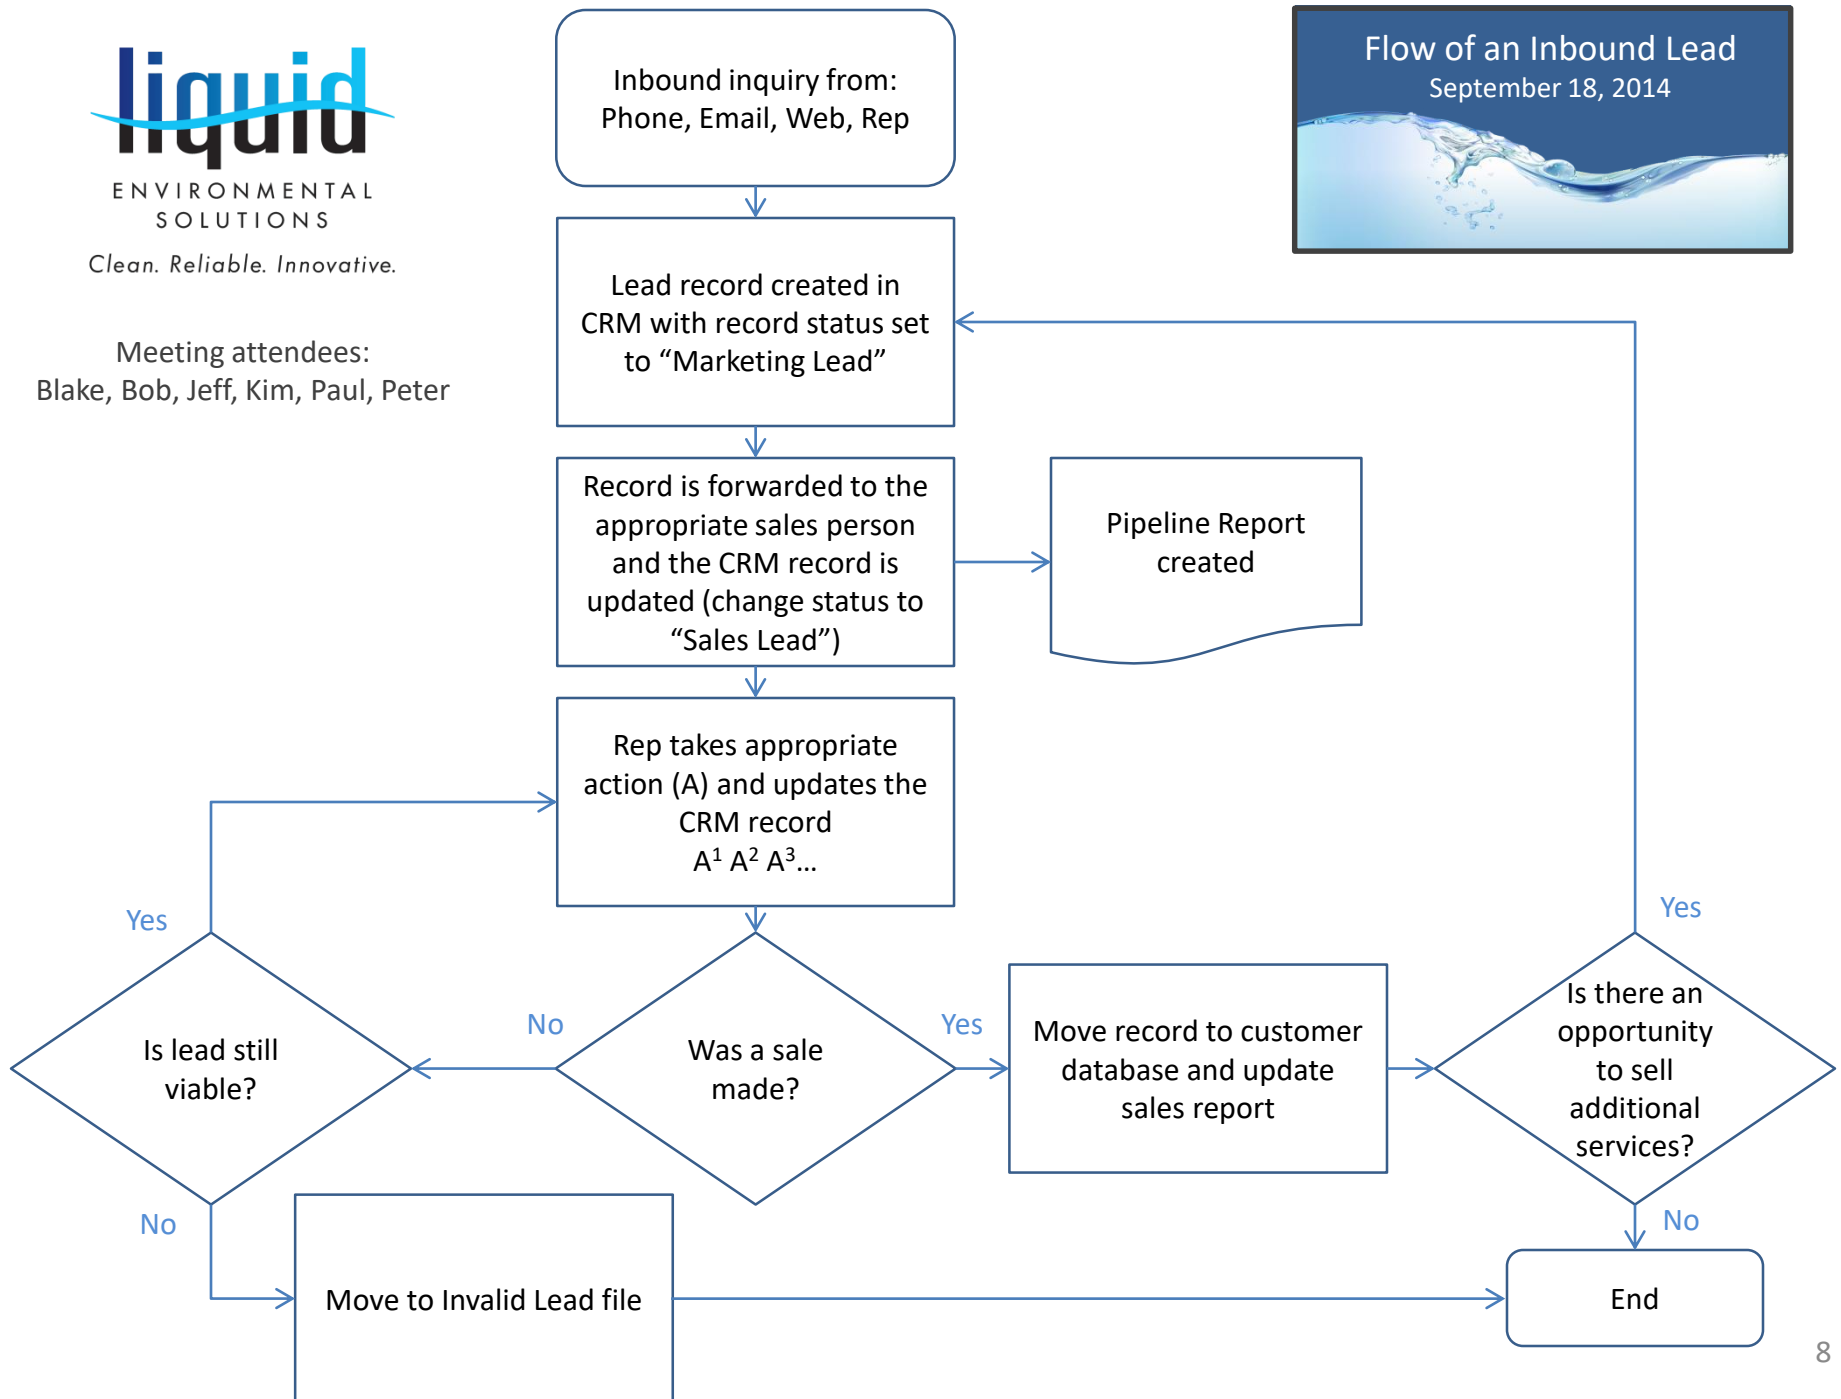 liquid
ENVIRONMENTAL
SOLUTIONS
Clean. Reliable. Innovative.
Meeting attendees:
Blake, Bob, Jeff, Kim, Paul, Peter
Flow of an Inbound Lead
September 18, 2014
Inbound inquiry from:
Phone, Email, Web, Rep
Lead record created in
CRM with record status set
to “Marketing Lead”
Record is forwarded to the
appropriate sales person
and the CRM record is
updated (change status to
“Sales Lead”)
Pipeline Report
created
Rep takes appropriate
action (A) and updates the
CRM record
A¹ A² A³…
Yes
Is lead still
viable?
No
No
Was a sale
made?
Yes
Move record to customer
database and update
sales report
Yes
Is there an
opportunity
to sell
additional
services?
No
Move to Invalid Lead file
End
8